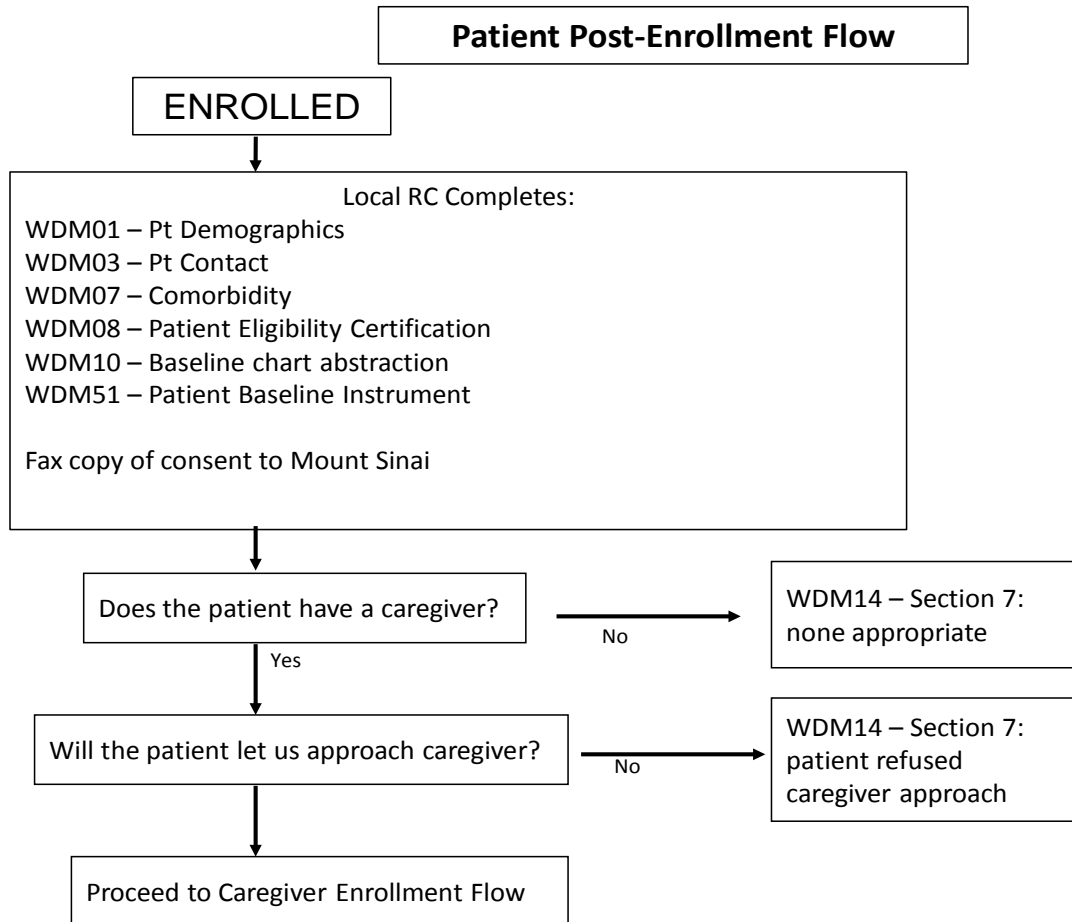 Patient Post-Enrollment Flow
ENROLLED
Local RC Completes:
WDM01 – Pt Demographics
WDM03 – Pt Contact
WDM07 – Comorbidity
WDM08 – Patient Eligibility Certification
WDM10 – Baseline chart abstraction
WDM51 – Patient Baseline Instrument
Fax copy of consent to Mount Sinai
Does the patient have a caregiver?
No
WDM14 – Section 7:
none appropriate
Yes
Will the patient let us approach caregiver?
No
WDM14 – Section 7:
patient refused
caregiver approach
Proceed to Caregiver Enrollment Flow